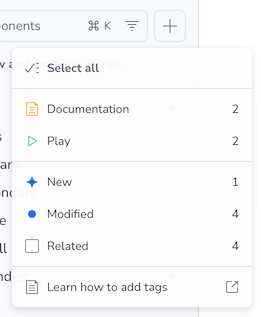 onents
⌘ K
Select all
Documentation 2
Play 2
New 1
Modified 4
Related 4
Learn how to add tags